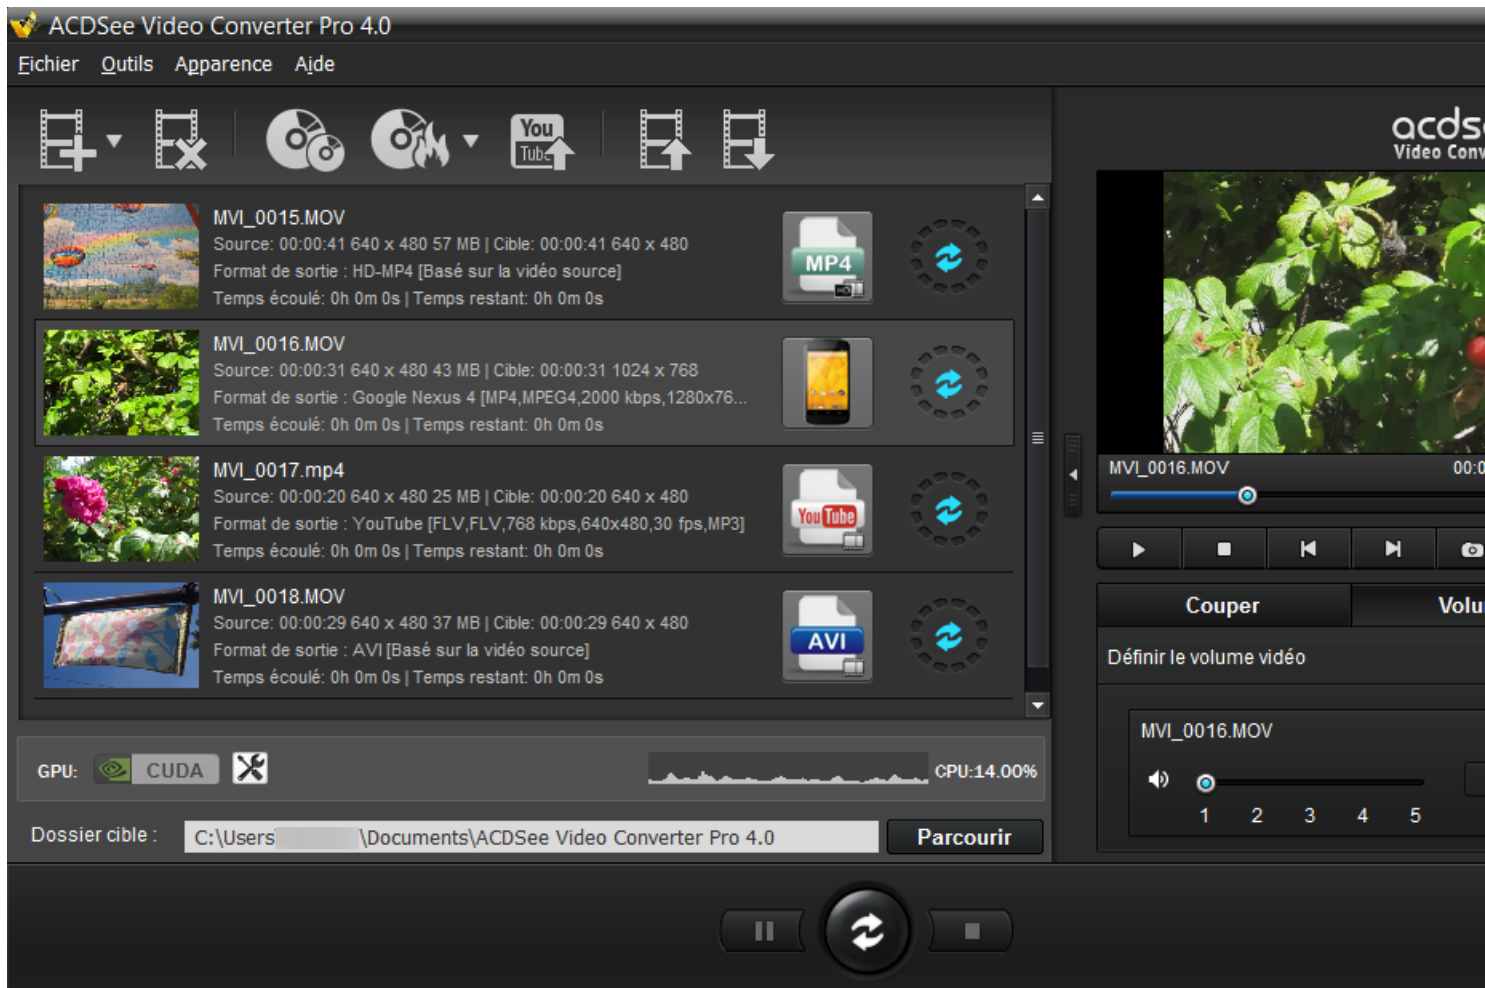 ACDSee Video Converter Pro 4.0
Fichier Outils Apparence Aide
You
Tube
acdse
Video Conv
MVI_0015.MOV
Source: 00:00:41 640 x 480 57 MB | Cible: 00:00:41 640 x 480
Format de sortie : HD-MP4 [Basé sur la vidéo source]
Temps écoulé: 0h 0m 0s | Temps restant: 0h 0m 0s
MP4
HD
MVI_0016.MOV
Source: 00:00:31 640 x 480 43 MB | Cible: 00:00:31 1024 x 768
Format de sortie : Google Nexus 4 [MP4,MPEG4,2000 kbps,1280x76...
Temps écoulé: 0h 0m 0s | Temps restant: 0h 0m 0s
MVI_0017.mp4
Source: 00:00:20 640 x 480 25 MB | Cible: 00:00:20 640 x 480
Format de sortie : YouTube [FLV,FLV,768 kbps,640x480,30 fps,MP3]
Temps écoulé: 0h 0m 0s | Temps restant: 0h 0m 0s
You Tube
MVI_0018.MOV
Source: 00:00:29 640 x 480 37 MB | Cible: 00:00:29 640 x 480
Format de sortie : AVI [Basé sur la vidéo source]
Temps écoulé: 0h 0m 0s | Temps restant: 0h 0m 0s
AVI
MVI_0016.MOV 00:0
Couper Volu
Définir le volume vidéo
MVI_0016.MOV
1 2 3 4 5
GPU: CUDA CPU:14.00%
Dossier cible : C:\Users \Documents\ACDSee Video Converter Pro 4.0 Parcourir